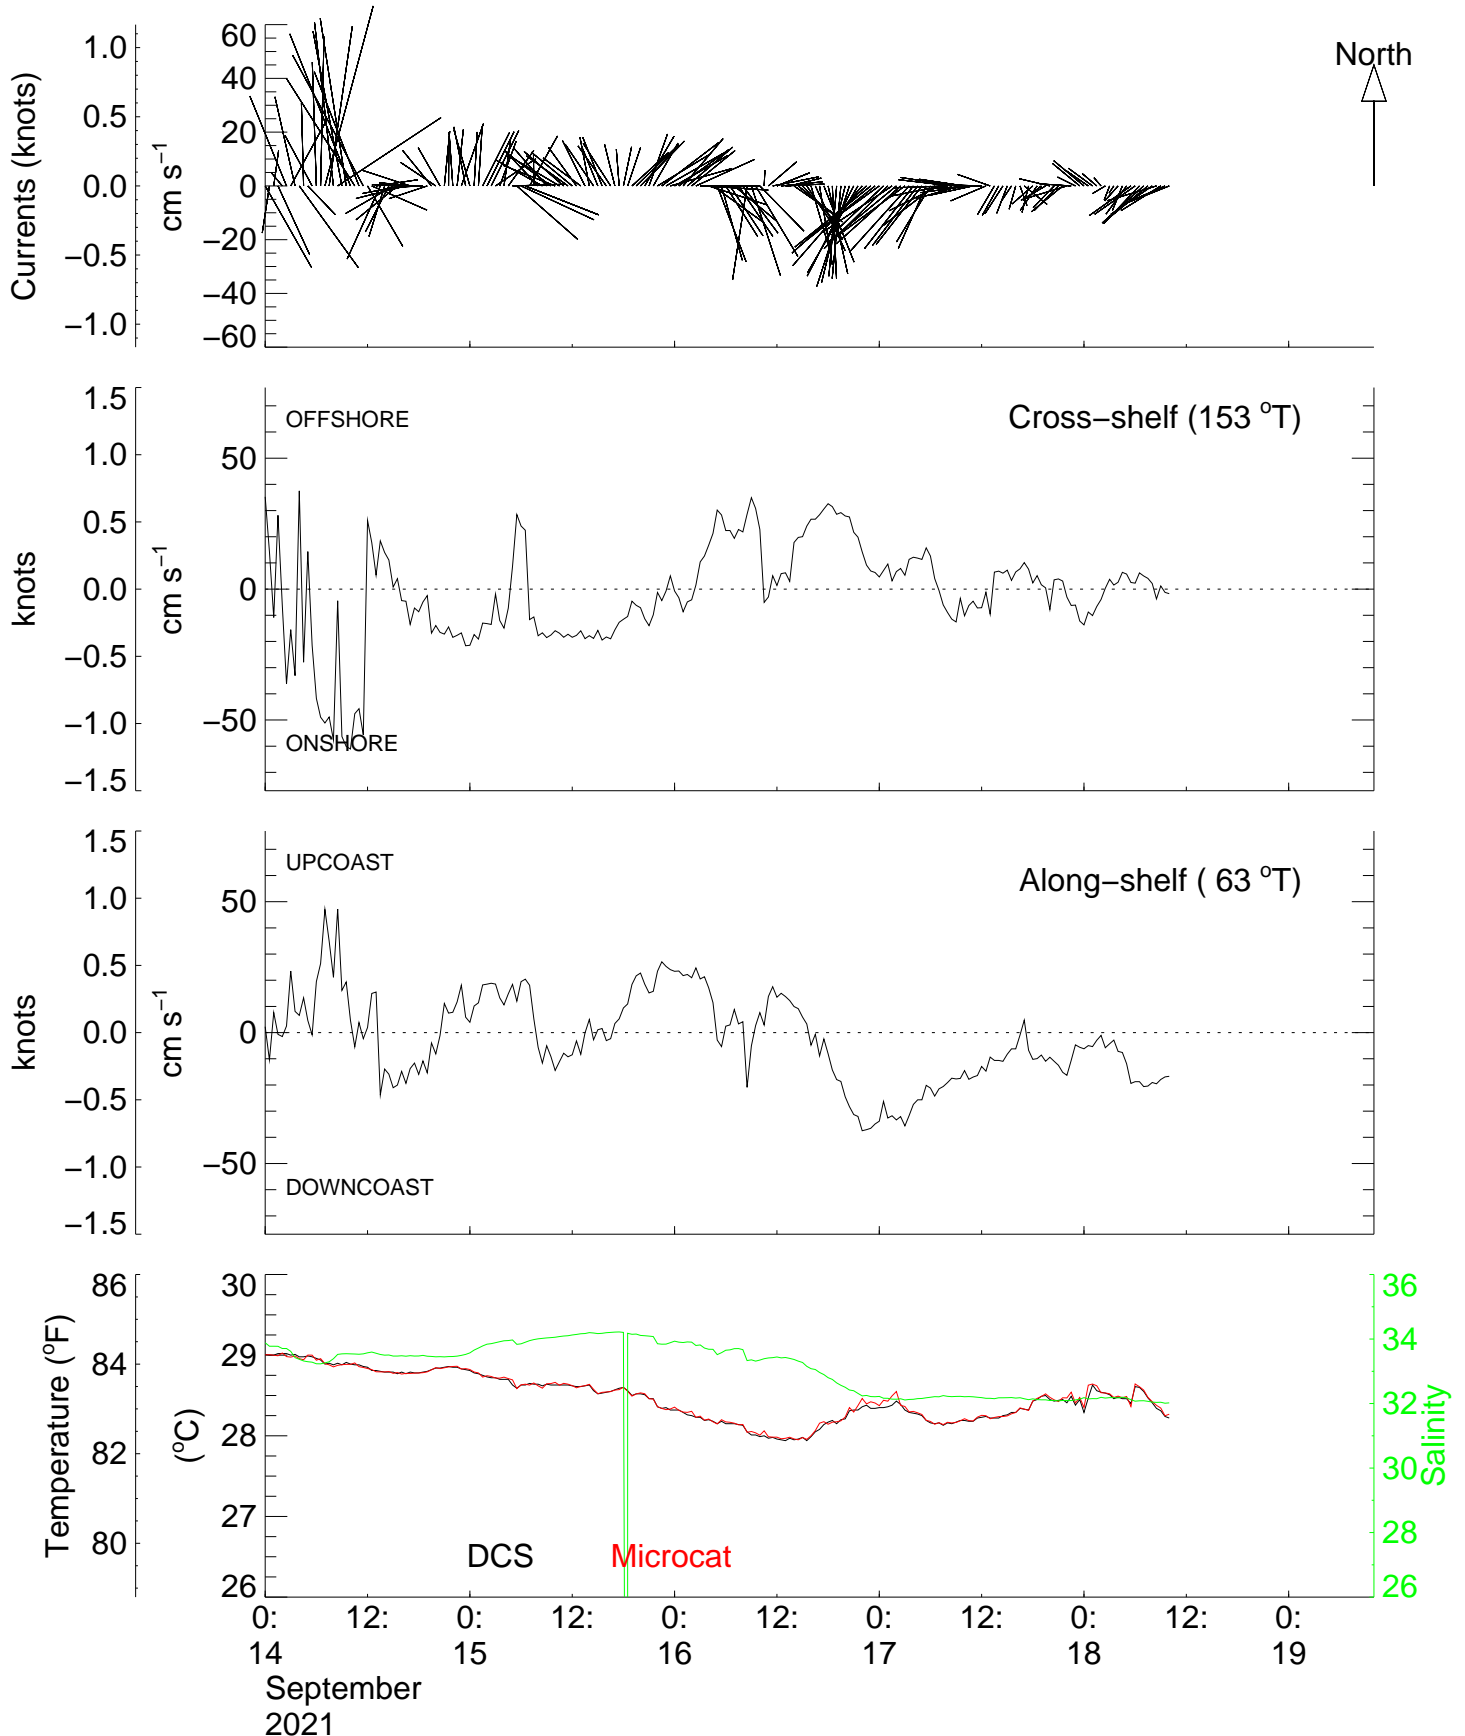 Currents (knots)
1.0
0.5
0.0
−0.5
−1.0
cm s−1
60
40
20
0
−20
−40
−60
North
knots
1.5
1.0
0.5
0.0
−0.5
−1.0
−1.5
cm s−1
50
0
−50
OFFSHORE
Cross−shelf (153 oT)
ONSHORE
knots
1.5
1.0
0.5
0.0
−0.5
−1.0
−1.5
cm s−1
50
0
−50
UPCOAST
Along−shelf ( 63 oT)
DOWNCOAST
Temperature (oF)
86
84
82
80
(oC)
30
29
28
27
26
DCS
Microcat
36
34
32
30
28
26
Salinity
0: 12: 0: 12: 0: 12: 0: 12: 0: 12: 0:
14 15 16 17 18 19
September
2021